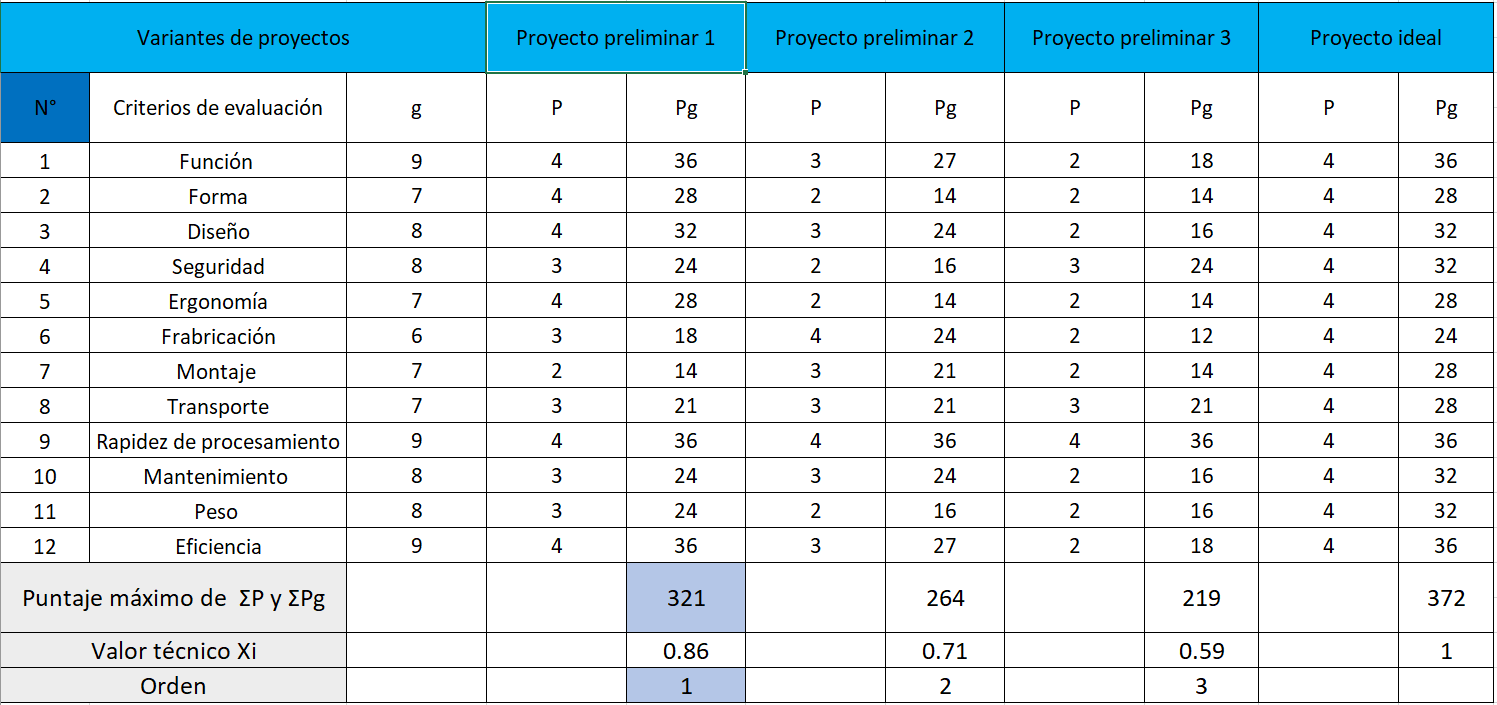 Variantes de proyectos Proyecto preliminar 1 Proyecto preliminar 2 Proyecto preliminar 3 Proyecto ideal
N° Criterios de evaluación g P Pg P Pg P Pg P Pg
1 Función 9 4 36 3 27 2 18 4 36
2 Forma 7 4 28 2 14 2 14 4 28
3 Diseño 8 4 32 3 24 2 16 4 32
4 Seguridad 8 3 24 2 16 3 24 4 32
5 Ergonomía 7 4 28 2 14 2 14 4 28
6 Frabricación 6 3 18 4 24 2 12 4 24
7 Montaje 7 2 14 3 21 2 14 4 28
8 Transporte 7 3 21 3 21 3 21 4 28
9 Rapidez de procesamiento 9 4 36 4 36 4 36 4 36
10 Mantenimiento 8 3 24 3 24 2 16 4 32
11 Peso 8 3 24 2 16 2 16 4 32
12 Eficiencia 9 4 36 3 27 2 18 4 36
Puntaje máximo de ΣP y ΣPg 321 264 219 372
Valor técnico Xi 0.86 0.71 0.59 1
Orden 1 2 3